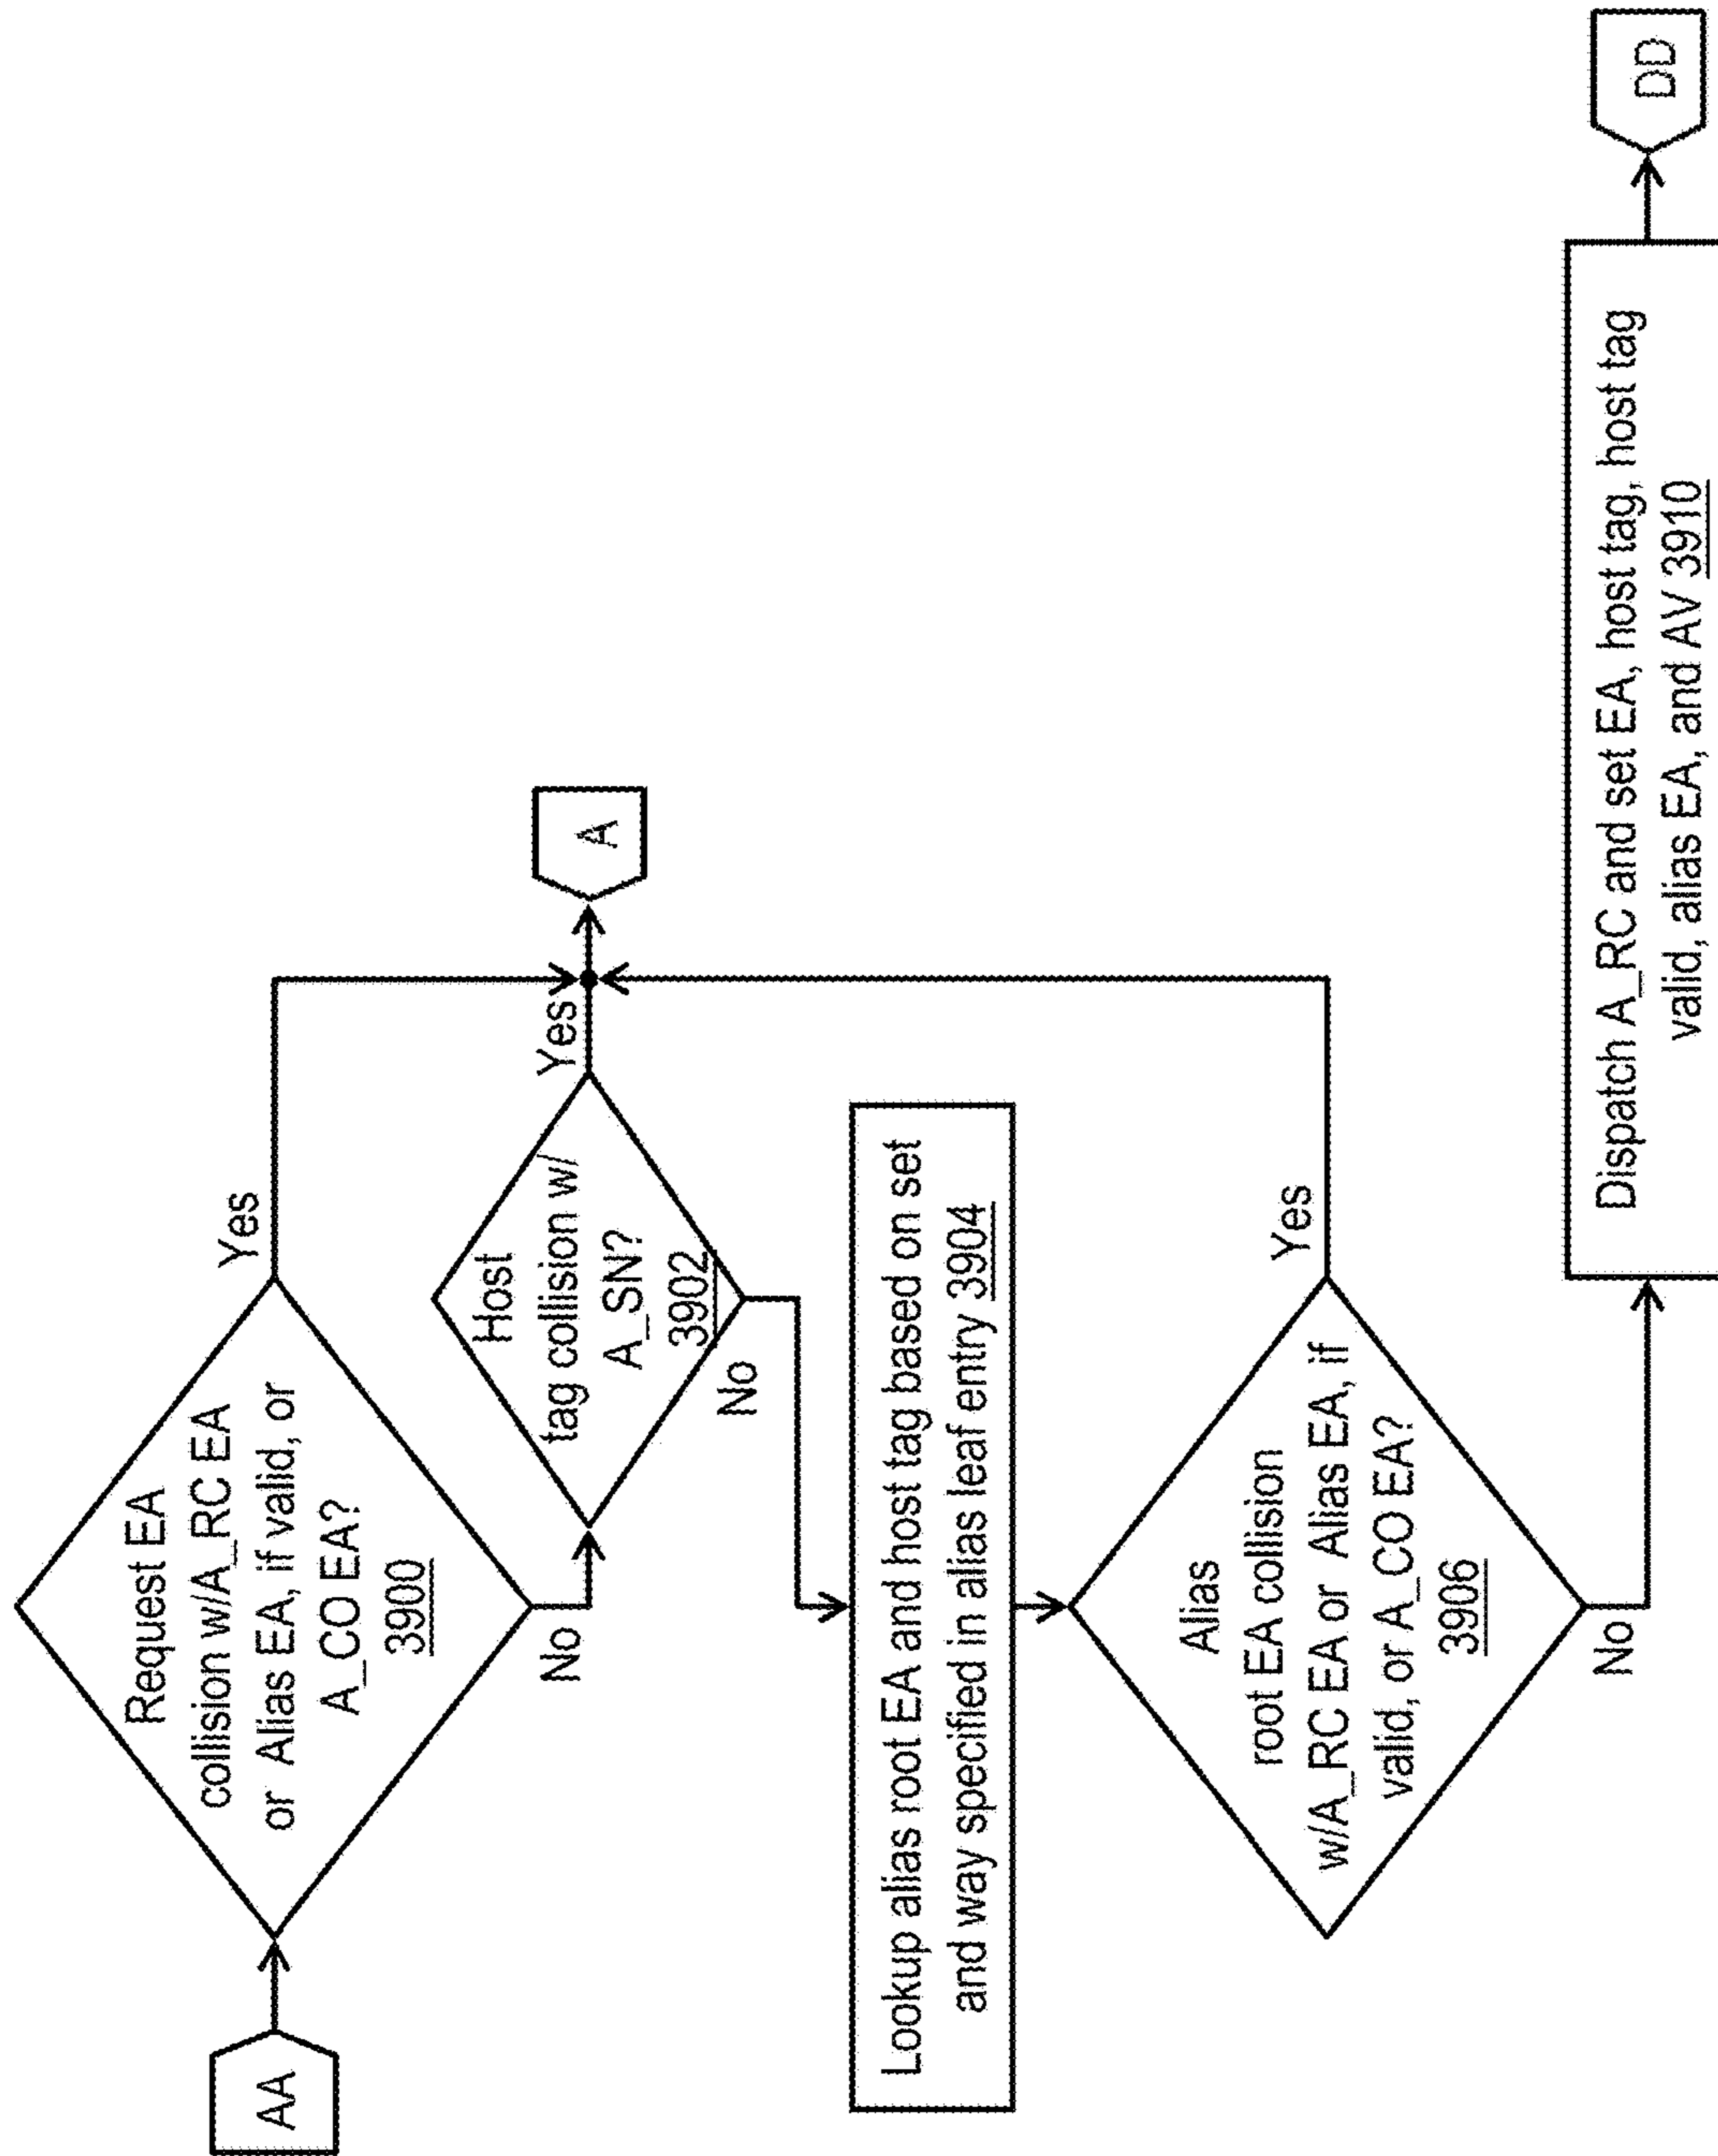 AA
Request EA
collision w/A_RC EA
or Alias EA, if valid, or
A_CO EA?
3900
Yes
No
Host
tag collision w/
A_SN?
3902
Yes
A
No
Lookup alias root EA and host tag based on set
and way specified in alias leaf entry 3904
Alias
root EA collision
w/A_RC EA or Alias EA, if
valid, or A_CO EA?
3906
Yes
No
Dispatch A_RC and set EA, host tag, host tag
valid, alias EA, and AV 3910
DD